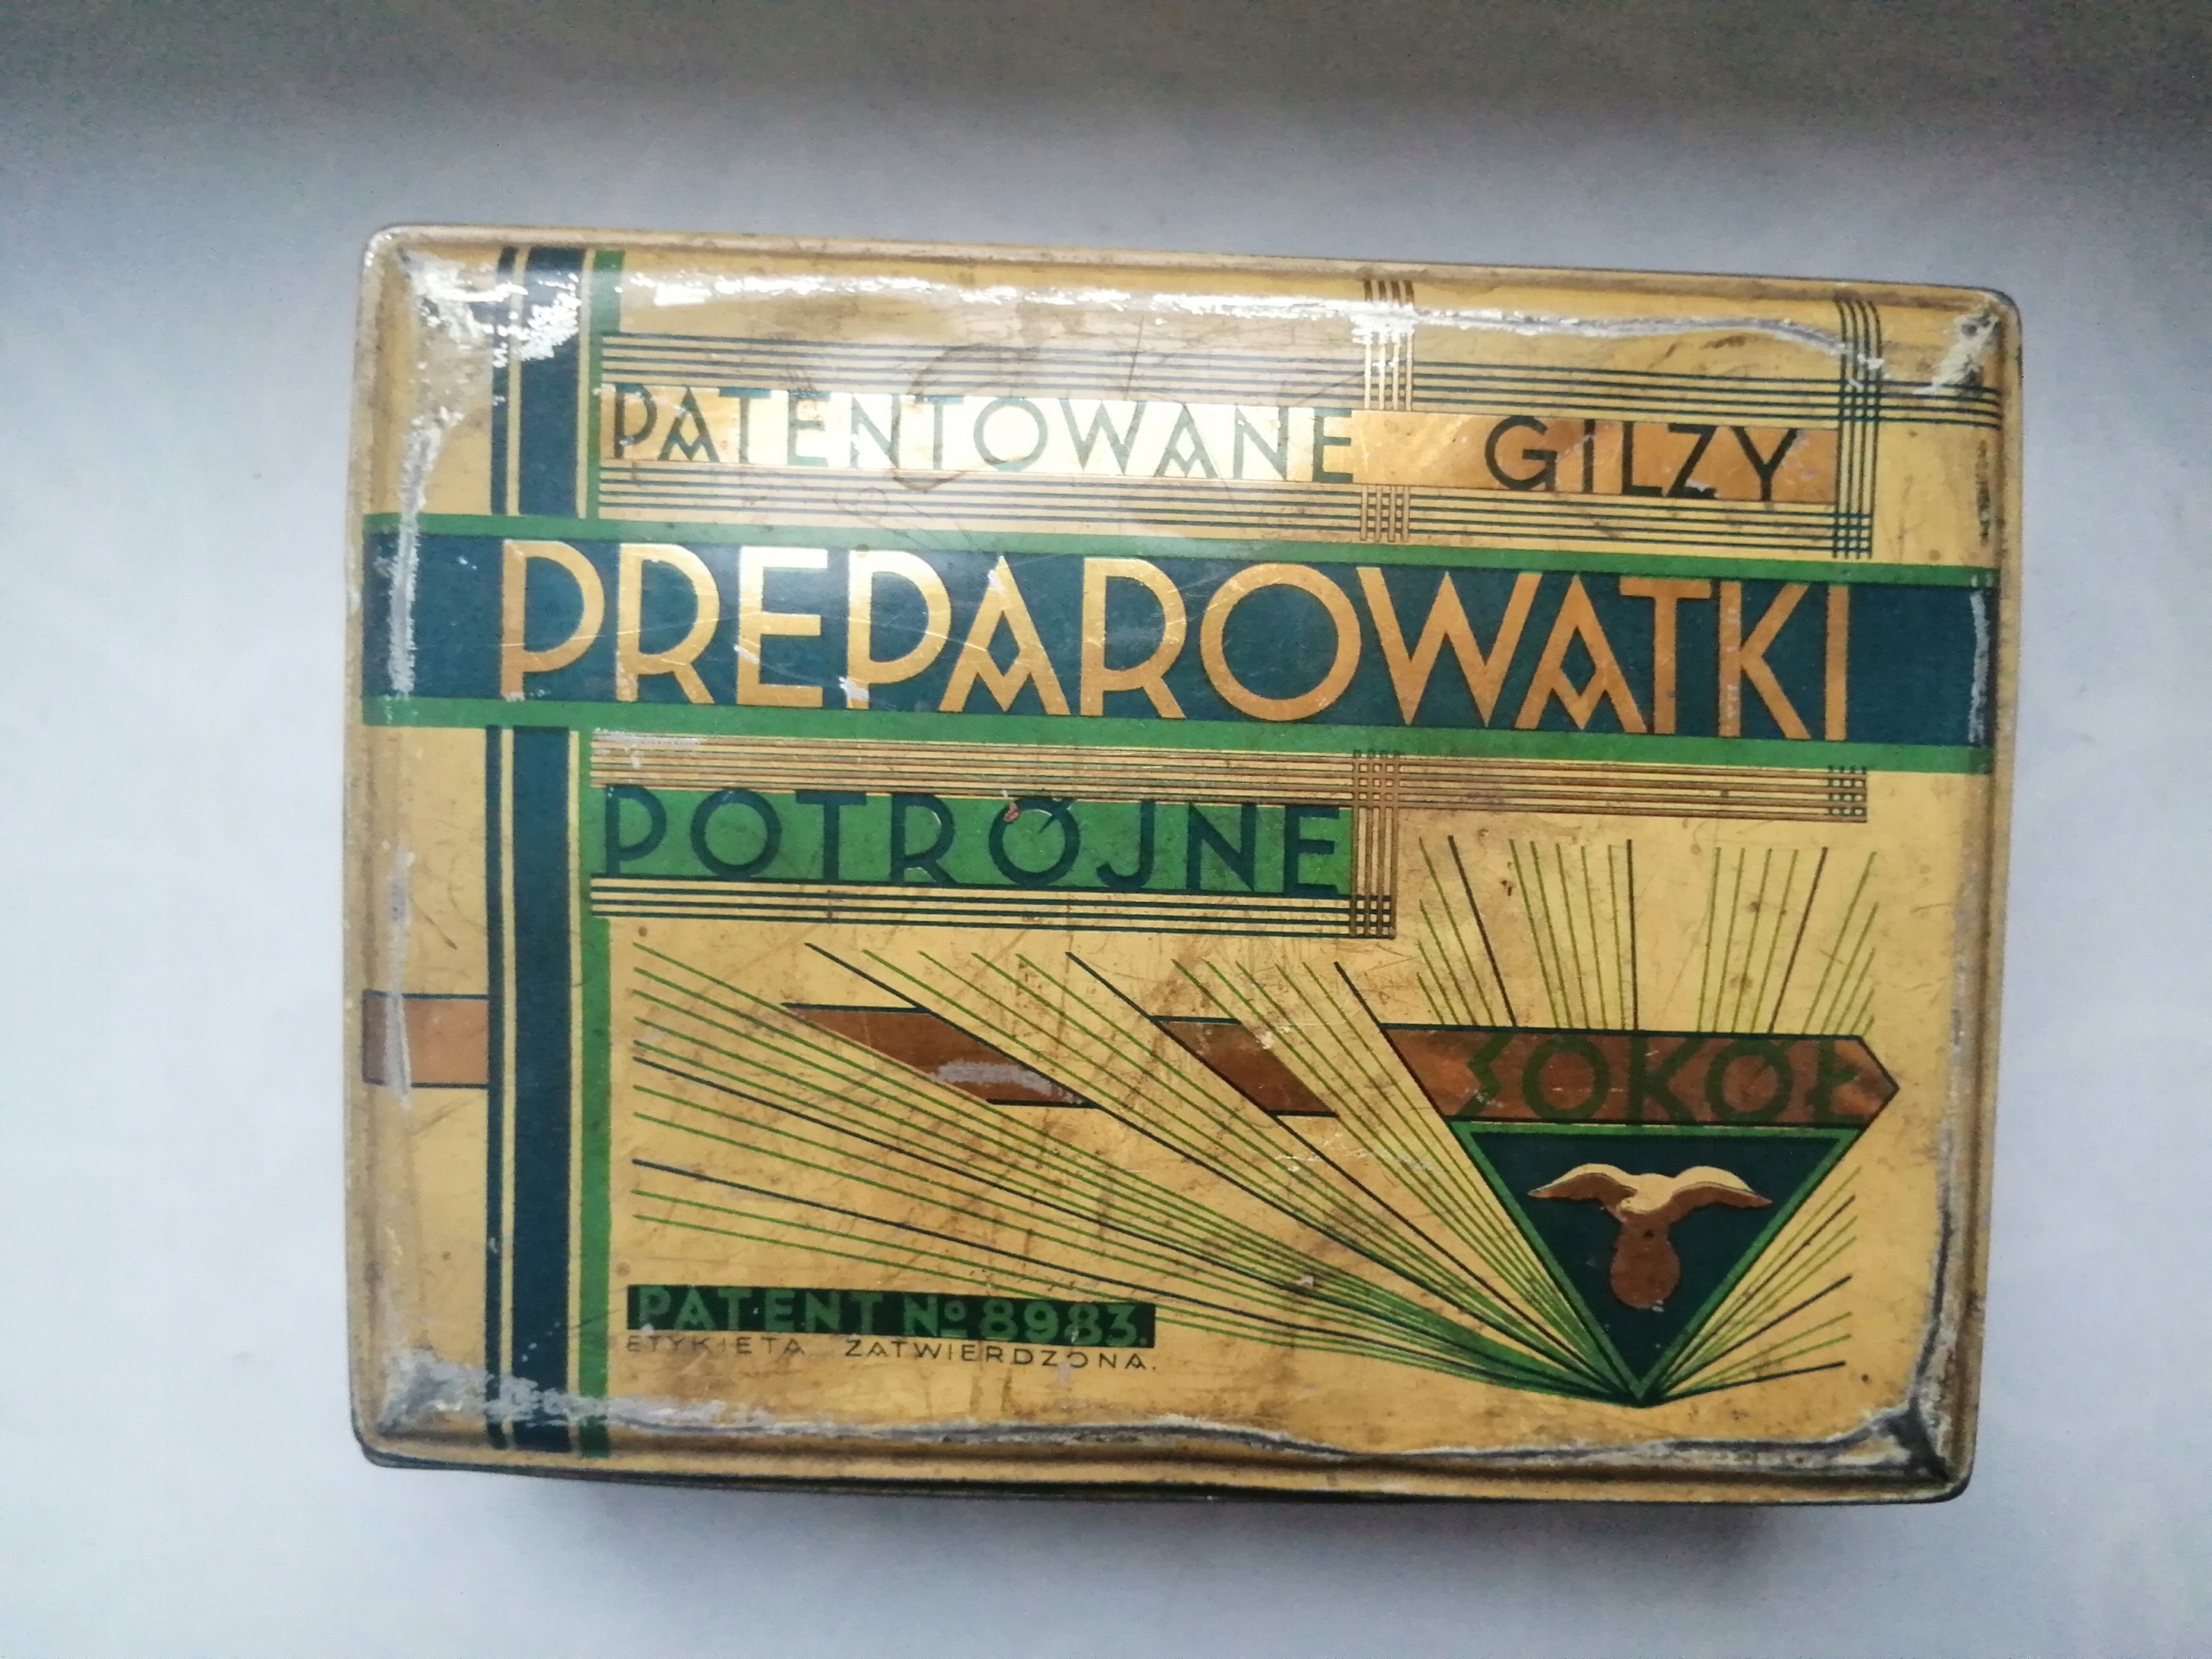 PATENTOWANE GILZY
PREPAROWATKI
POTRÓJNE
SOKÓŁ
PATENT No 8983.
ETYKIETA ZATWIERDZONA.